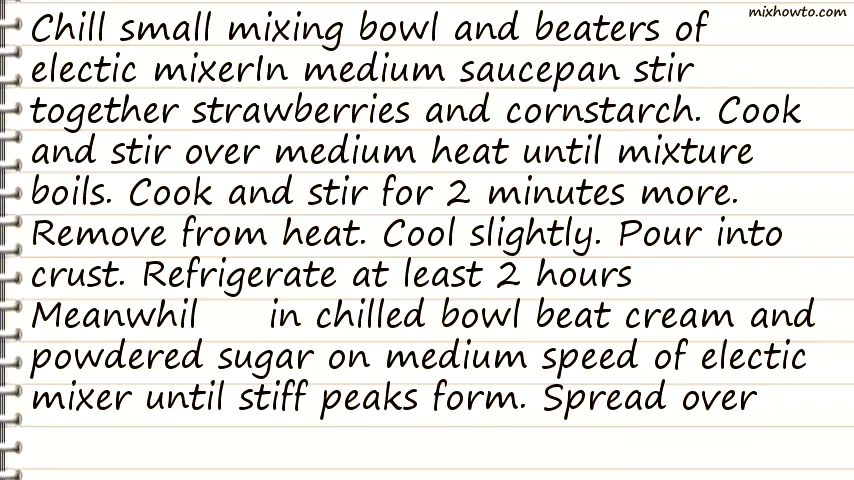 mixhowto.com
Chill small mixing bowl and beaters of
electic mixerIn medium saucepan stir
together strawberries and cornstarch. Cook
and stir over medium heat until mixture
boils. Cook and stir for 2 minutes more.
Remove from heat. Cool slightly. Pour into
crust. Refrigerate at least 2 hours
Meanwhil in chilled bowl beat cream and
powdered sugar on medium speed of electic
mixer until stiff peaks form. Spread over